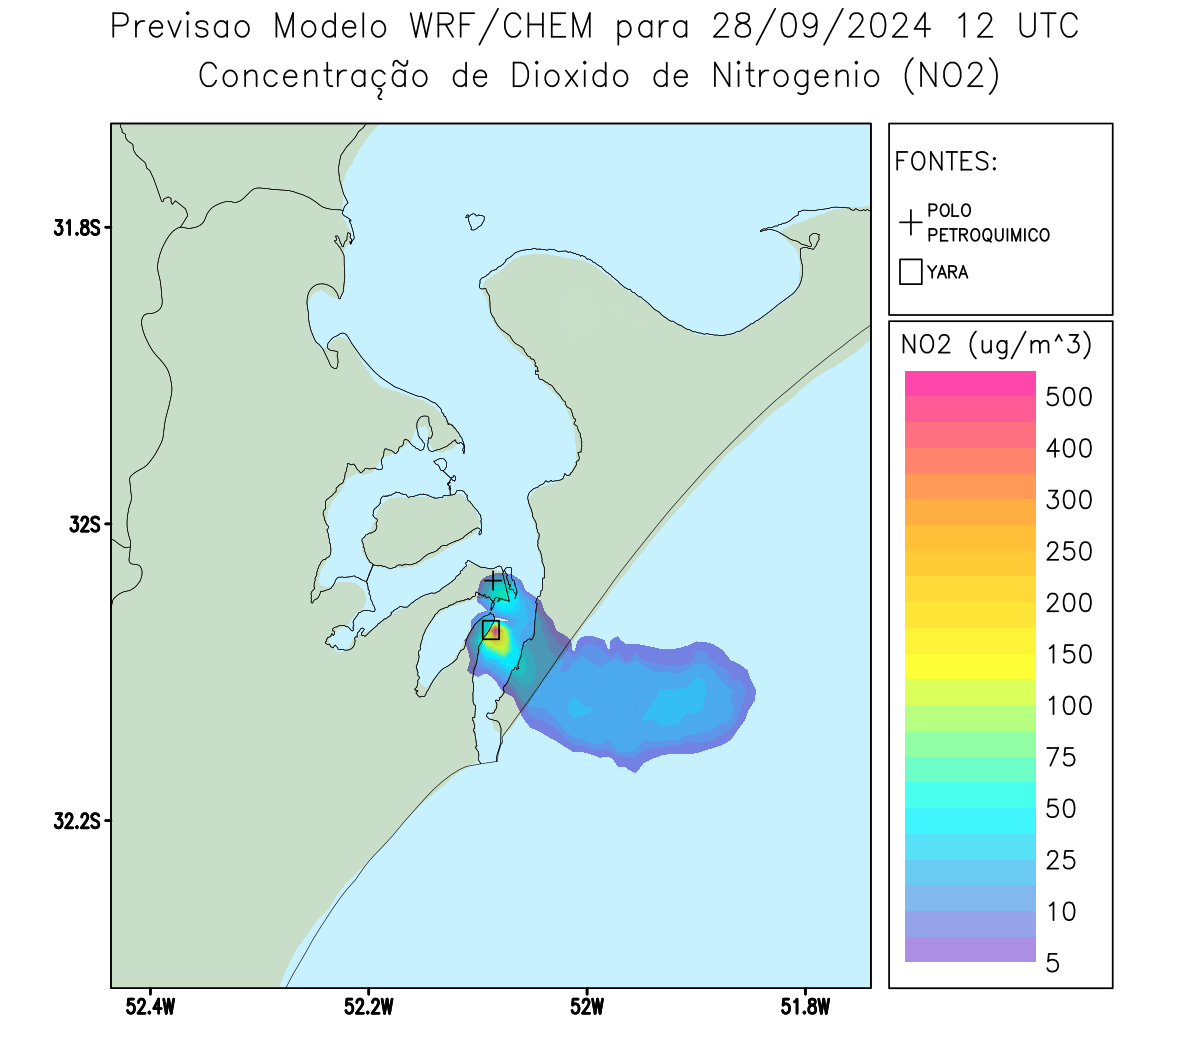 Previsao Modelo WRF/CHEM para 28/09/2024 12 UTC
Concentração de Dioxido de Nitrogenio (NO2)
FONTES:
POLO
PETROQUIMICO
YARA
31.8S
32S
32.2S
52.4W
52.2W
52W
51.8W
NO2 (ug/m^3)
500
400
300
250
200
150
100
75
50
25
10
5